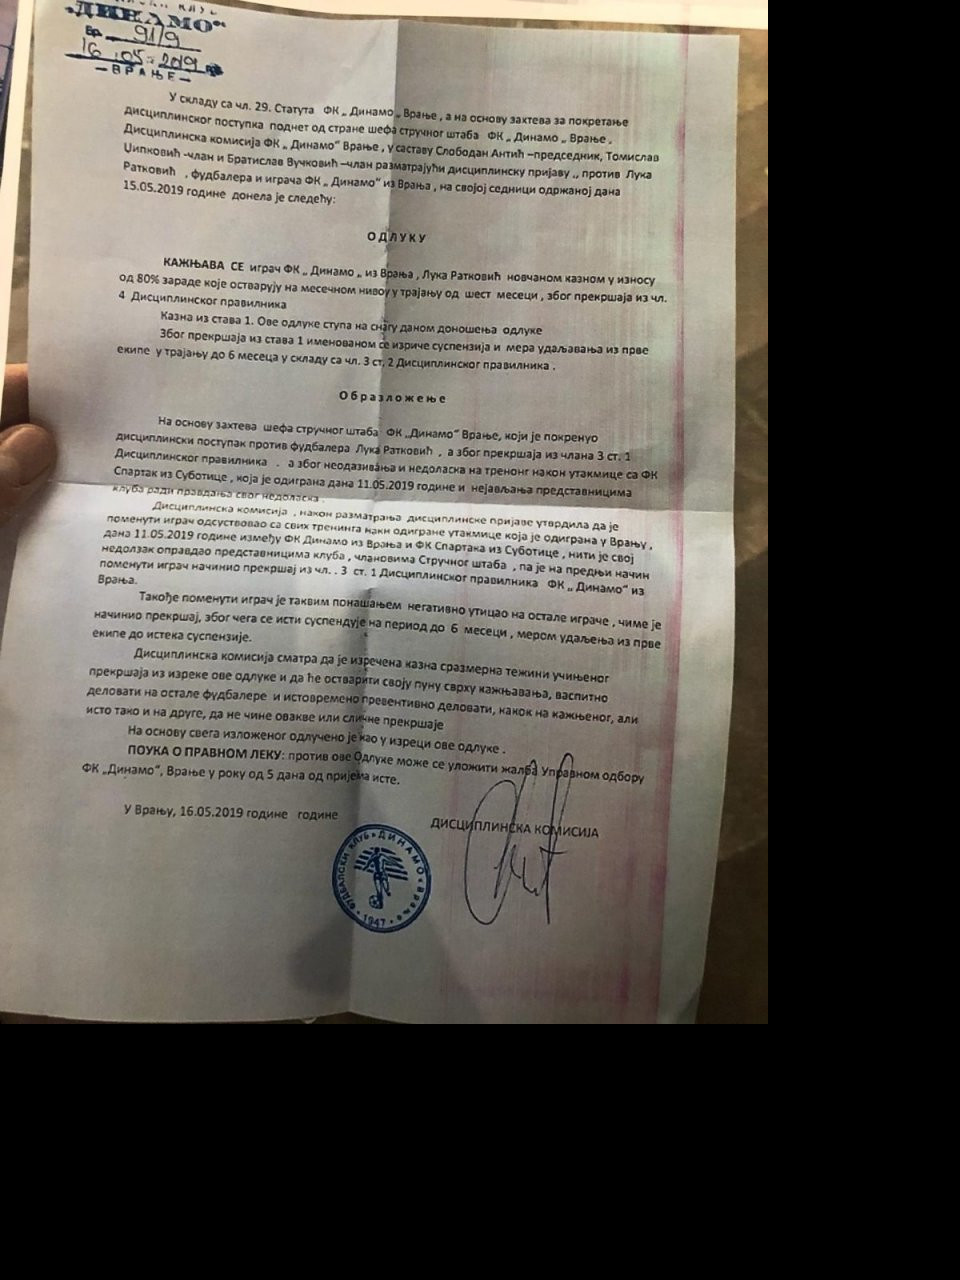 „ДИНАМО“
Бр. 91/9
16.05.2019
— ВРАЊЕ —
У складу са чл. 29. Статута ФК „ Динамо „ Врање , а на основу зактева за покретање
дисциплинског поступка поднет од стране шефа стручног штаба ФК „ Динамо „ Врање ,
Дисциплинска комисија ФК „ Динамо“ Врање , у саставу Слободан Антић –председник, Томислав
Џипковић -члан и Братислав Вучковић –члан разматрајући дисциплинску пријаву ,, против Лука
Ратковић , фудбалера и играча ФК „ Динамо“ из Врања , на својој седници одржаној дана
15.05.2019 године донела је следећу:
О Д Л У К У
КАЖЊАВА СЕ играч ФК „ Динамо „ из Врања , Лука Ратковић новчаном казном у износу
од 80% зараде које остварују на месечном нивоу у трајању од шест месеци , због прекршаја из чл.
4 Дисциплинског правилника
Казна из става 1. Ове одлуке ступа на снагу даном доношења одлуке
Због прекршаја из става 1 именованом се изриче суспензија и мера удаљавања из прве
екипе у трајању до 6 месеца у складу са чл. 3 ст. 2 Дисциплинског правилника .
О б р а з л о ж е њ е
На основу захтева шефа стручног штаба ФК „Динамо“ Врање, који је покренуо
дисциплински поступак против фудбалера Лука Ратковић , а због прекршаја из члана 3 ст. 1
Дисциплинског правилника . а због неодазивања и недоласка на тренонг након утакмице са ФК
Спартак из Суботице , која је одиграна дана 11.05.2019 године и нејављања представницима
клуба ради правдања свог недоласка .
Дисциплинска комисија , након разматрања дисциплинске пријаве утврдила да је
поменути играч одсуствовао са свих тренинга накн одигране утакмице која је одиграна у Врању ,
дана 11.05.2019 године између ФК Динамо из Врања и ФК Спартака из Суботице , нити је свој
недолзак оправдао представницима клуба , члановима Стручног штаба , па је на предњи начин
поменути играч начинио прекршај из чл. . 3 ст. 1 Дисциплинског правилника ФК „ Динамо“ из
Врања.
Такође поменути играч је таквим понашањем негативно утицао на остале играче , чиме је
начинио прекршај, због чега се исти суспендује на период до 6 месеци , мером удаљења из прве
екипе до истека суспензије.
Дисциплинска комисија сматра да је изречена казна сразмерна тежини учињеног
прекршаја из изреке ове одлуке и да ће остварити своју пуну сврху кажњавања, васпитно
деловати на остале фудбалере и истовремено превентивно деловати, какок на кажњеног, али
исто тако и на друге, да не чине овакве или сличне прекршаје
На основу свега изложеног одлучено је као у изреци ове одлуке .
ПОУКА О ПРАВНОМ ЛЕКУ: против ове Одлуке може се уложити жалба Управном одбору
ФК „Динамо“, Врање у року од 5 дана од пријема исте.
У Врању, 16.05.2019 године године
ДИСЦИПЛИНСКА КОМИСИЈА
ФУДБАЛСКИ КЛУБ • ДИНАМО • Врање
• 1947 •